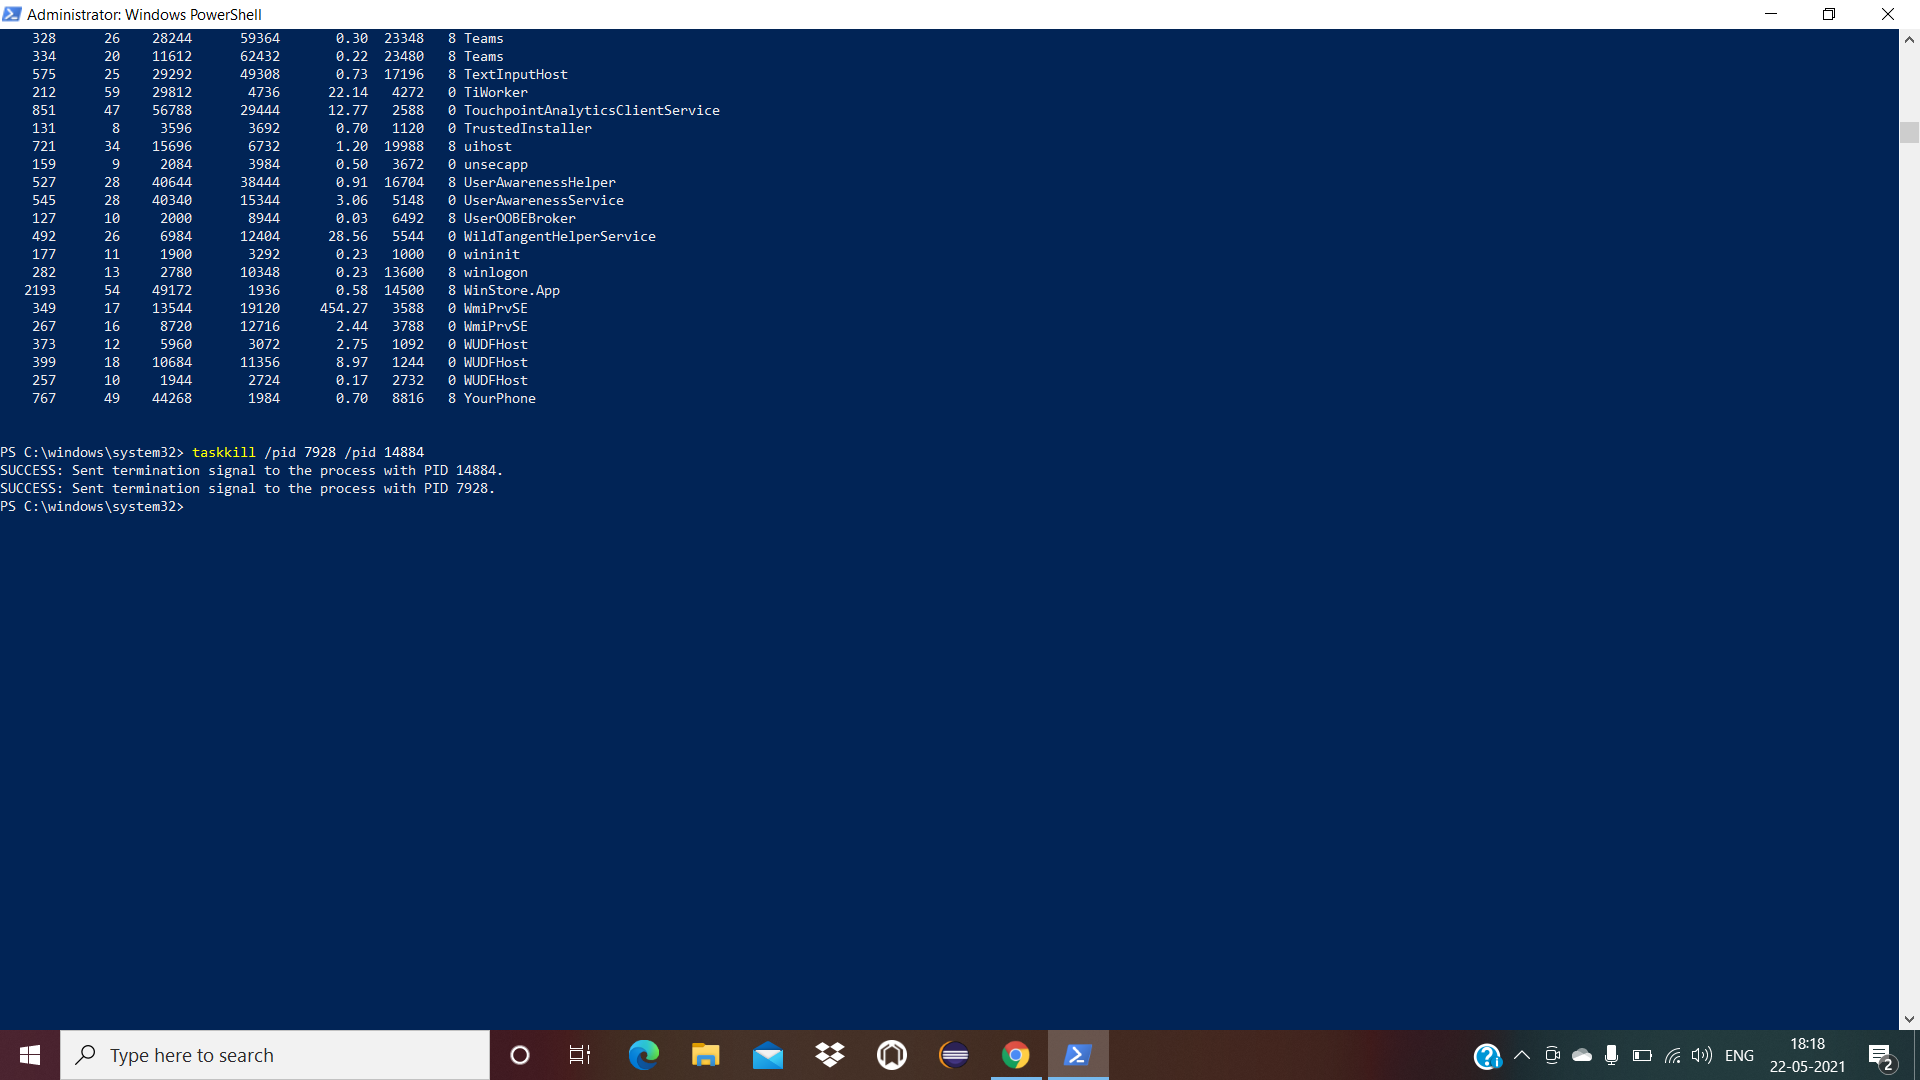 Administrator: Windows PowerShell
328 26 28244 59364 0.30 23348 8 Teams
334 20 11612 62432 0.22 23480 8 Teams
575 25 29292 49308 0.73 17196 8 TextInputHost
212 59 29812 4736 22.14 4272 0 TiWorker
851 47 56788 29444 12.77 2588 0 TouchpointAnalyticsClientService
131 8 3596 3692 0.70 1120 0 TrustedInstaller
721 34 15696 6732 1.20 19988 8 uihost
159 9 2084 3984 0.50 3672 0 unsecapp
527 28 40644 38444 0.91 16704 8 UserAwarenessHelper
545 28 40340 15344 3.06 5148 0 UserAwarenessService
127 10 2000 8944 0.03 6492 8 UserOOBEBroker
492 26 6984 12404 28.56 5544 0 WildTangentHelperService
177 11 1900 3292 0.23 1000 0 wininit
282 13 2780 10348 0.23 13600 8 winlogon
2193 54 49172 1936 0.58 14500 8 WinStore.App
349 17 13544 19120 454.27 3588 0 WmiPrvSE
267 16 8720 12716 2.44 3788 0 WmiPrvSE
373 12 5960 3072 2.75 1092 0 WUDFHost
399 18 10684 11356 8.97 1244 0 WUDFHost
257 10 1944 2724 0.17 2732 0 WUDFHost
767 49 44268 1984 0.70 8816 8 YourPhone
PS C:\windows\system32> taskkill /pid 7928 /pid 14884
SUCCESS: Sent termination signal to the process with PID 14884.
SUCCESS: Sent termination signal to the process with PID 7928.
PS C:\windows\system32>
Type here to search
ENG
18:18
22-05-2021
2